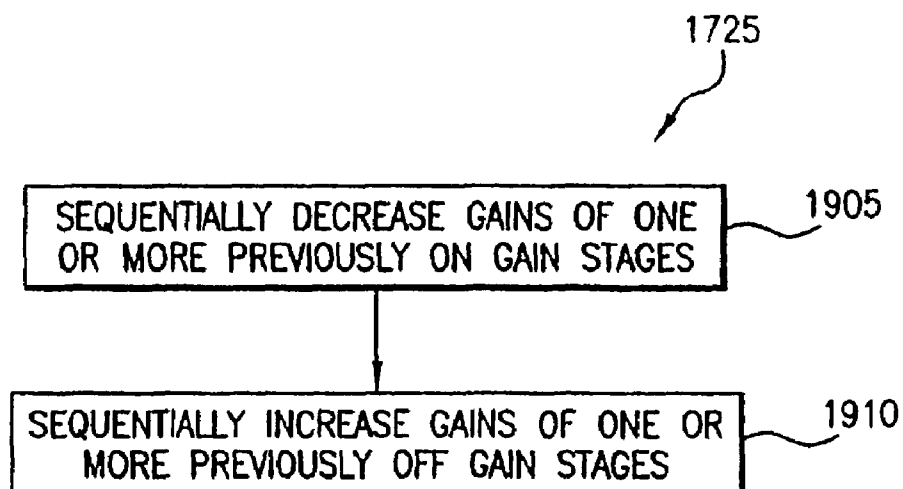 1725
SEQUENTIALLY DECREASE GAINS OF ONE
OR MORE PREVIOUSLY ON GAIN STAGES
1905
SEQUENTIALLY INCREASE GAINS OF ONE OR
MORE PREVIOUSLY OFF GAIN STAGES
1910